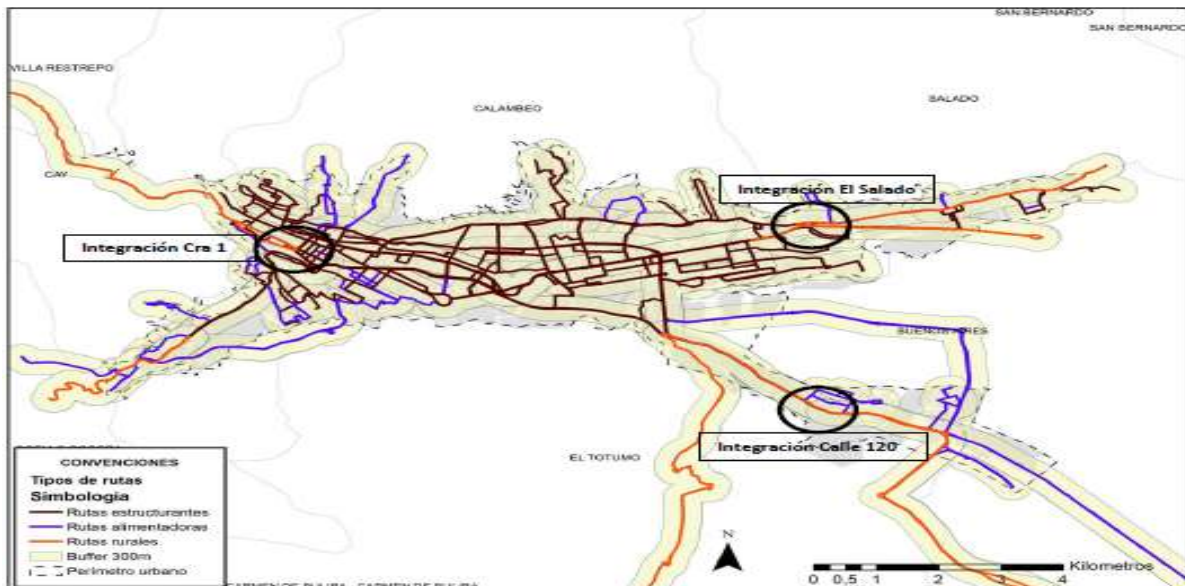 SAN BERNARDO
SAN BERNARDO
VILLA RESTREPO
CALAMBEO
SALADO
CAY
Integración El Salado
Integración Cra 1
BUENOS AIRES
Integración Calle 120
EL TOTUMO
CONVENCIONES
Tipos de rutas
Simbologia
Rutas estructurantes
Rutas alimentadoras
Rutas rurales
Buffer 300m
Perimetro urbano
N
Kilometros
0 0,5 1 2 3 4